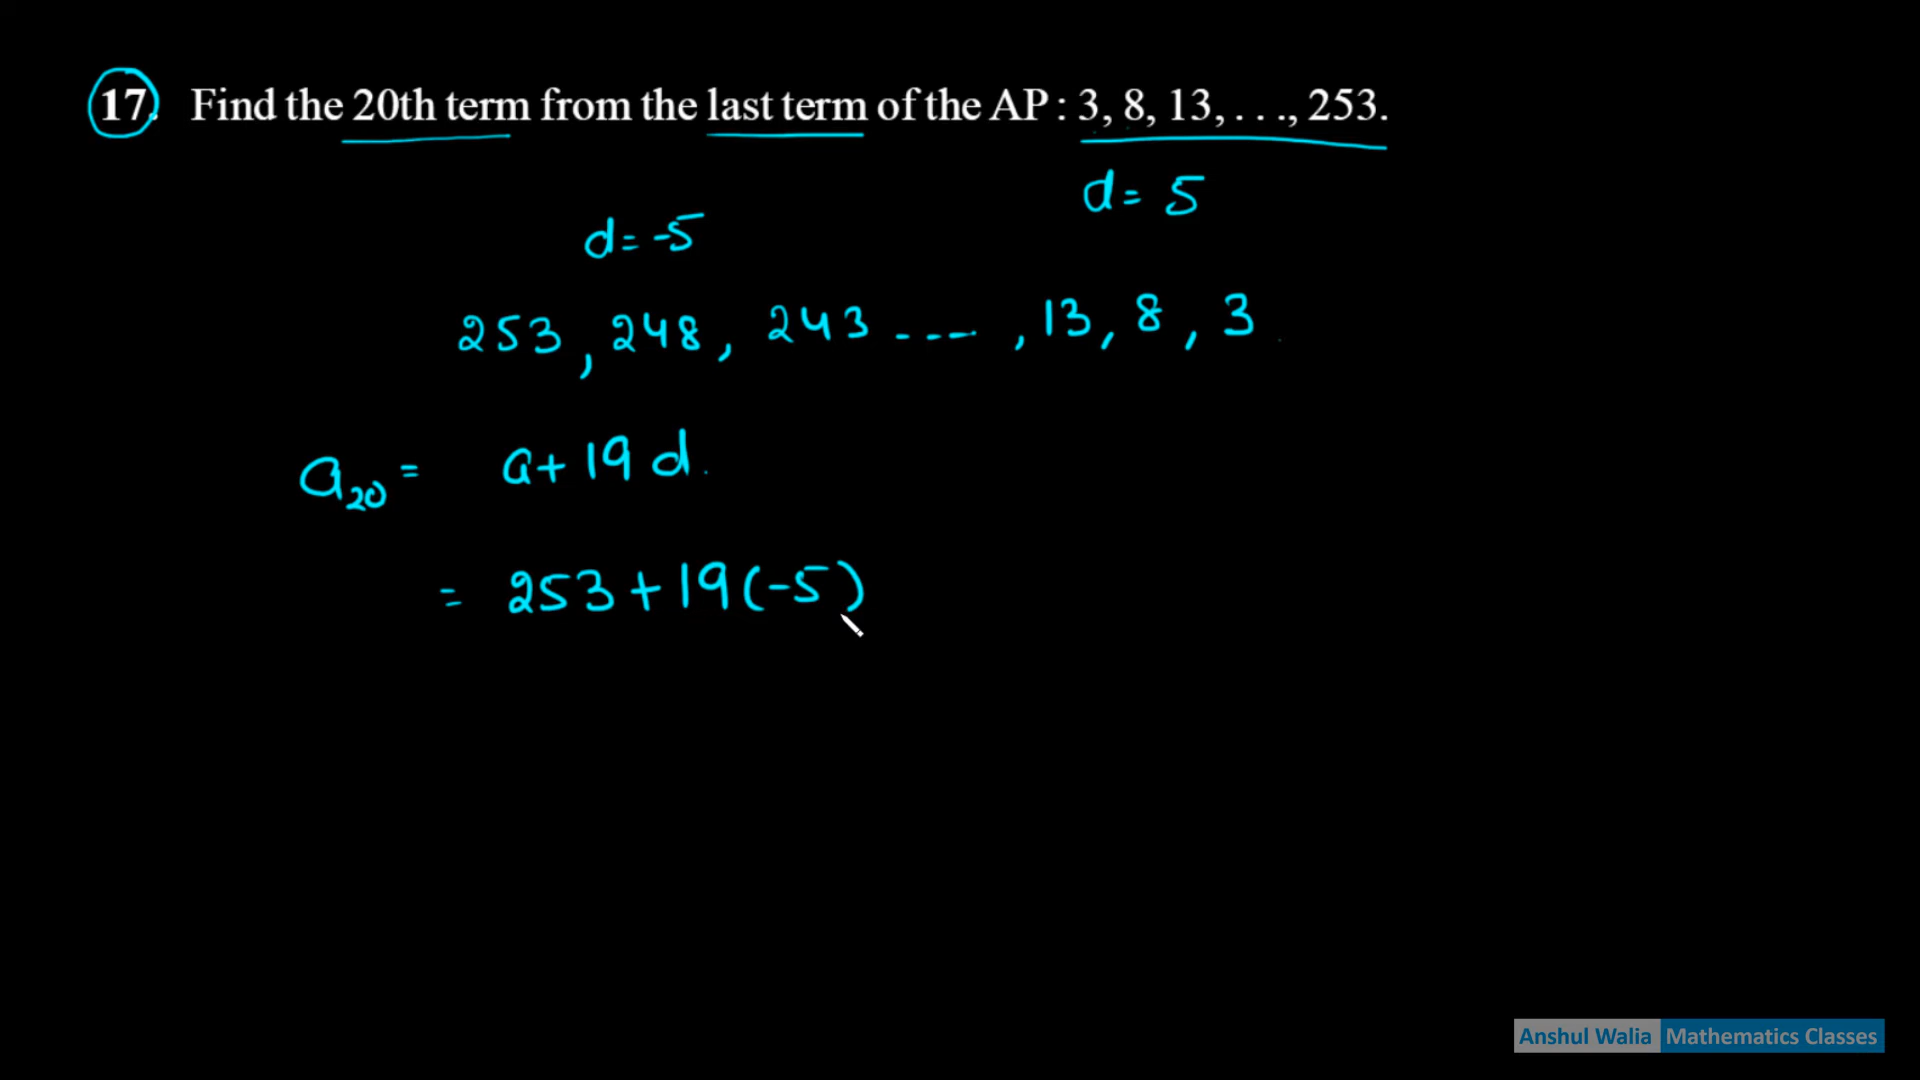 17. Find the 20th term from the last term of the AP : 3, 8, 13, . . ., 253.
d = 5
d = -5
253, 248, 243 ---- , 13, 8, 3
a₂₀ = a + 19 d.
= 253 + 19(-5)
Anshul Walia Mathematics Classes